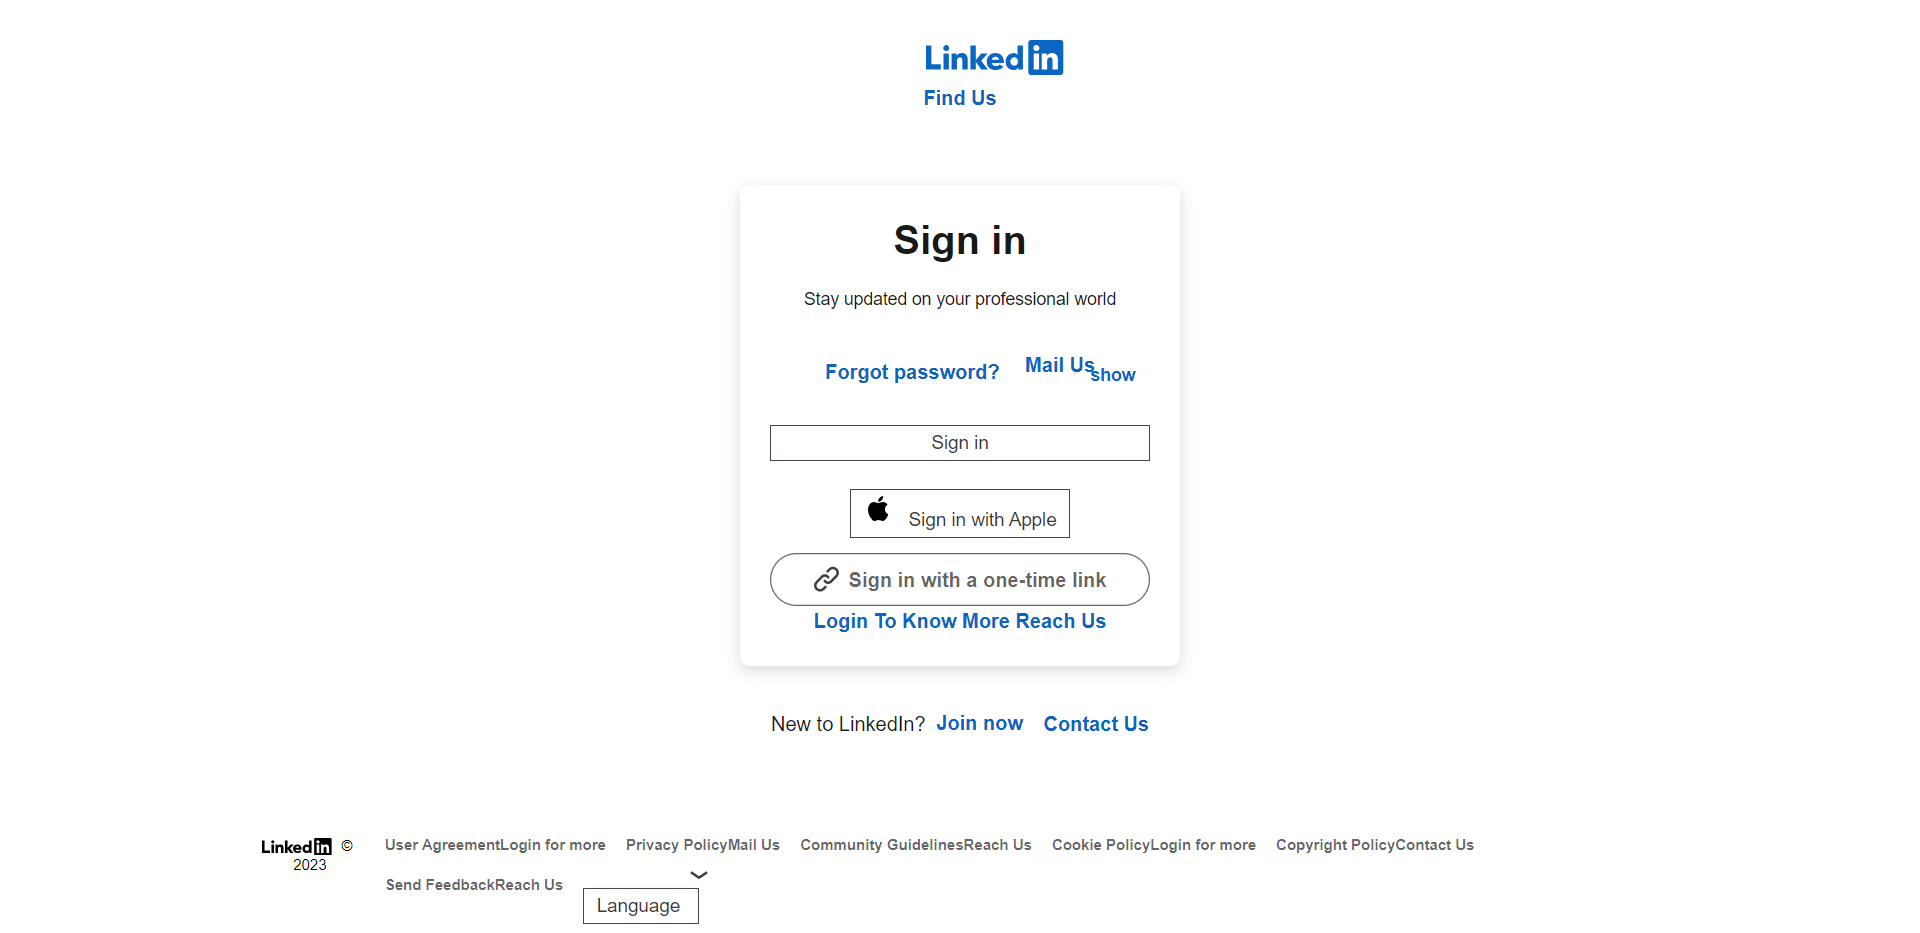 Linkedin
Find Us
Sign in
Stay updated on your professional world
Forgot password? Mail Us show
Sign in
Sign in with Apple
Sign in with a one-time link
Login To Know More Reach Us
New to LinkedIn? Join now Contact Us
Linkedin © 2023
User AgreementLogin for more Privacy PolicyMail Us Community GuidelinesReach Us Cookie PolicyLogin for more Copyright PolicyContact Us
Send FeedbackReach Us
Language